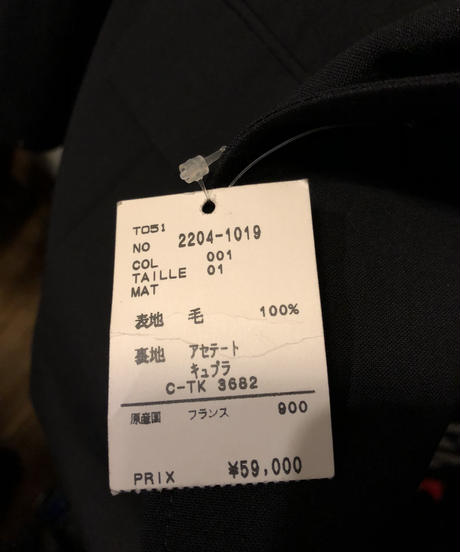 T051
NO 2204-1019
COL 001
TAILLE 01
MAT
表地 毛 100%
裏地 アセテート
キュプラ
C-TK 3682
原産国 フランス 900
PRIX ¥59,000